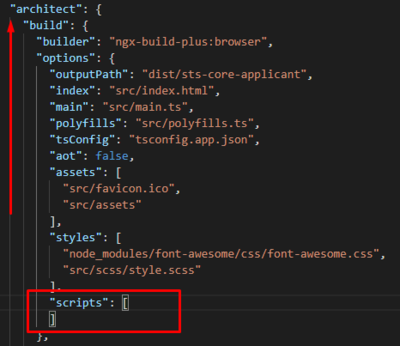 "architect": {
"build": {
"builder": "ngx-build-plus:browser",
"options": {
"outputPath": "dist/sts-core-applicant",
"index": "src/index.html",
"main": "src/main.ts",
"polyfills": "src/polyfills.ts",
"tsConfig": "tsconfig.app.json",
"aot": false,
"assets": [
"src/favicon.ico",
"src/assets"
],
"styles": [
"node_modules/font-awesome/css/font-awesome.css",
"src/scss/style.scss"
],
"scripts": [
]
},